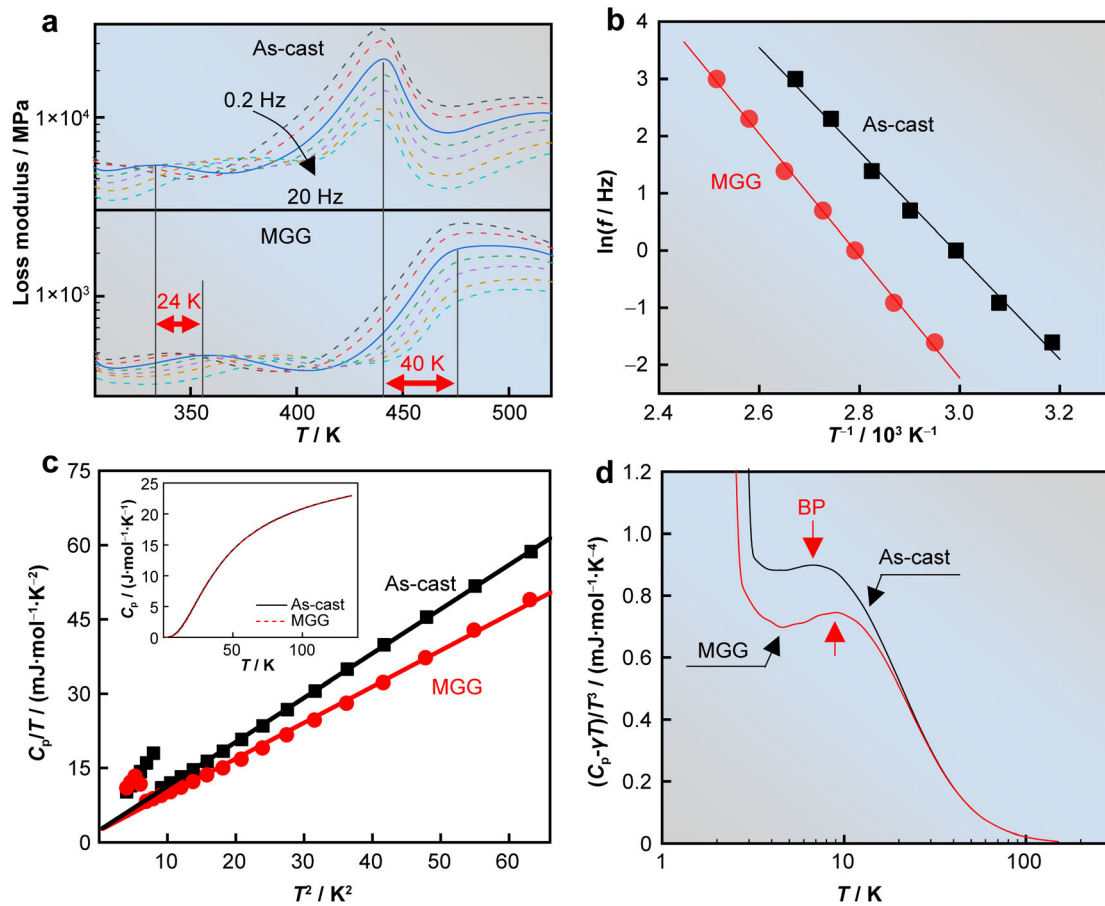 a
Loss modulus / MPa
1×10⁴
1×10³
As-cast
0.2 Hz
20 Hz
MGG
24 K
40 K
350 400 450 500
T / K
b
ln(f / Hz)
4
3
2
1
0
−1
−2
As-cast
MGG
2.4 2.6 2.8 3.0 3.2
T⁻¹ / 10³ K⁻¹
c
Cₚ/T / (mJ·mol⁻¹·K⁻²)
75
60
45
30
15
0
25
20
15
10
5
0
Cₚ / (J·mol⁻¹·K⁻¹)
As-cast
MGG
50 100
T / K
As-cast
MGG
10 20 30 40 50 60
T² / K²
d
(Cₚ-γT)/T³ / (mJ·mol⁻¹·K⁻⁴)
1.2
1.0
0.8
0.6
0.4
0.2
0
BP
As-cast
MGG
1 10 100
T / K